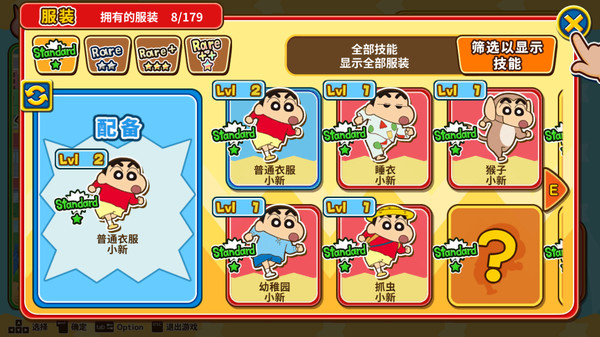 服装 拥有的服装 8/179
Standard
Rare
Rare+
Rare
全部技能
显示全部服装
筛选以显示
技能
配备
Lvl 2
Standard
普通衣服
小新
Lvl 2
Standard
普通衣服
小新
Lvl 1
Standard
睡衣
小新
Lvl 1
Standard
猴子
小新
Lvl 1
Standard
幼稚园
小新
Lvl 1
Standard
抓虫
小新
Standard
?
E
选择 确定 Option 退出游戏